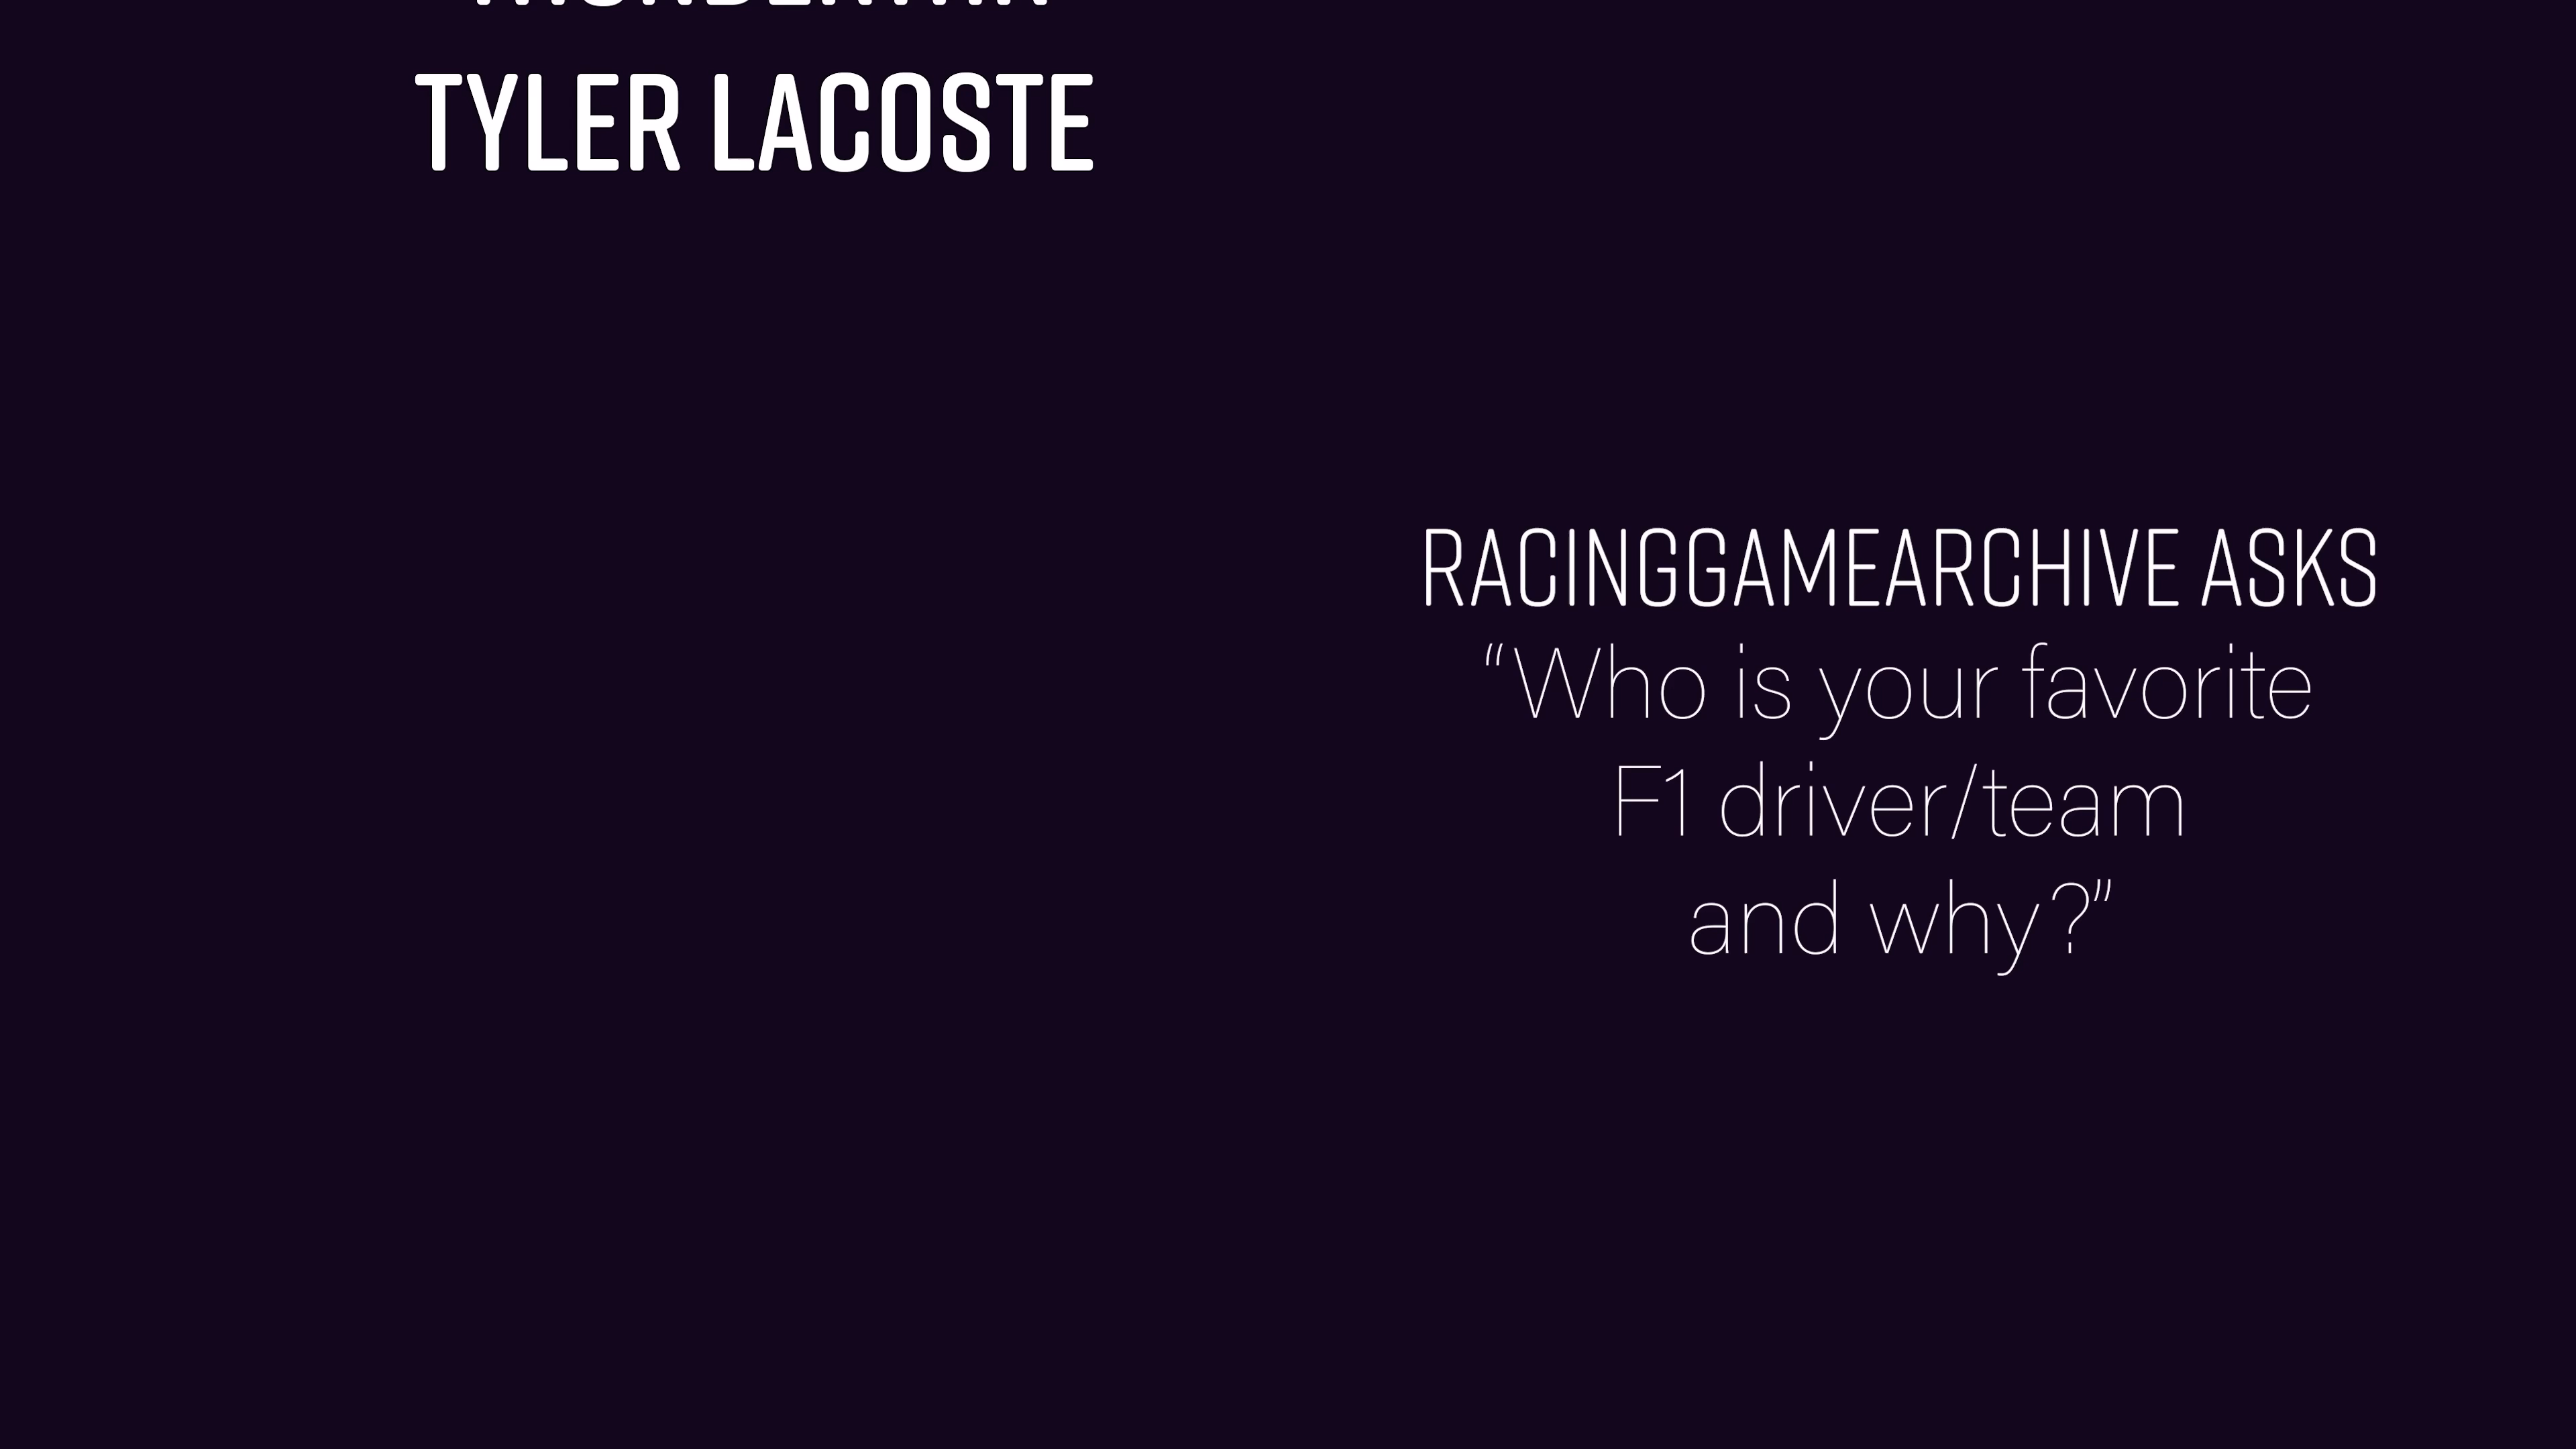 TYLER LACOSTE
RACINGGAMEARCHIVE ASKS
“Who is your favorite
F1 driver/team
and why?”